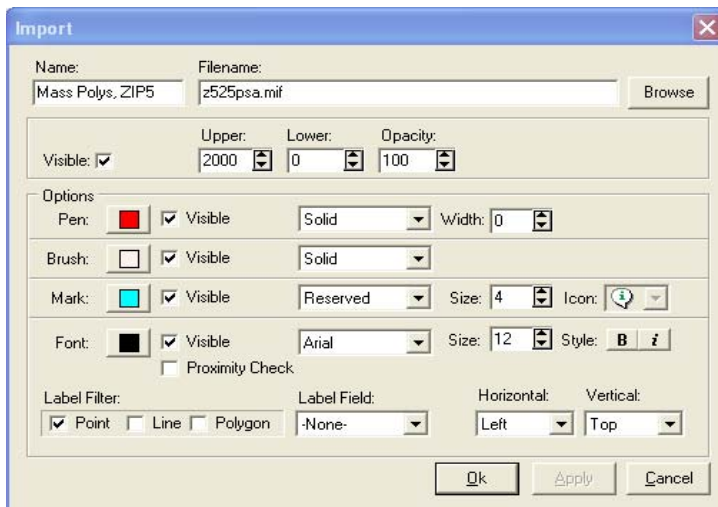 Import
Name: Filename:
Mass Polys, ZIP5 z525psa.mif Browse
Upper: Lower: Opacity:
Visible: 2000 0 100
Options
Pen: Visible Solid Width: 0
Brush: Visible Solid
Mark: Visible Reserved Size: 4 Icon:
Font: Visible Arial Size: 12 Style: B i
Proximity Check
Label Filter: Label Field: Horizontal: Vertical:
Point Line Polygon -None- Left Top
Ok Apply Cancel